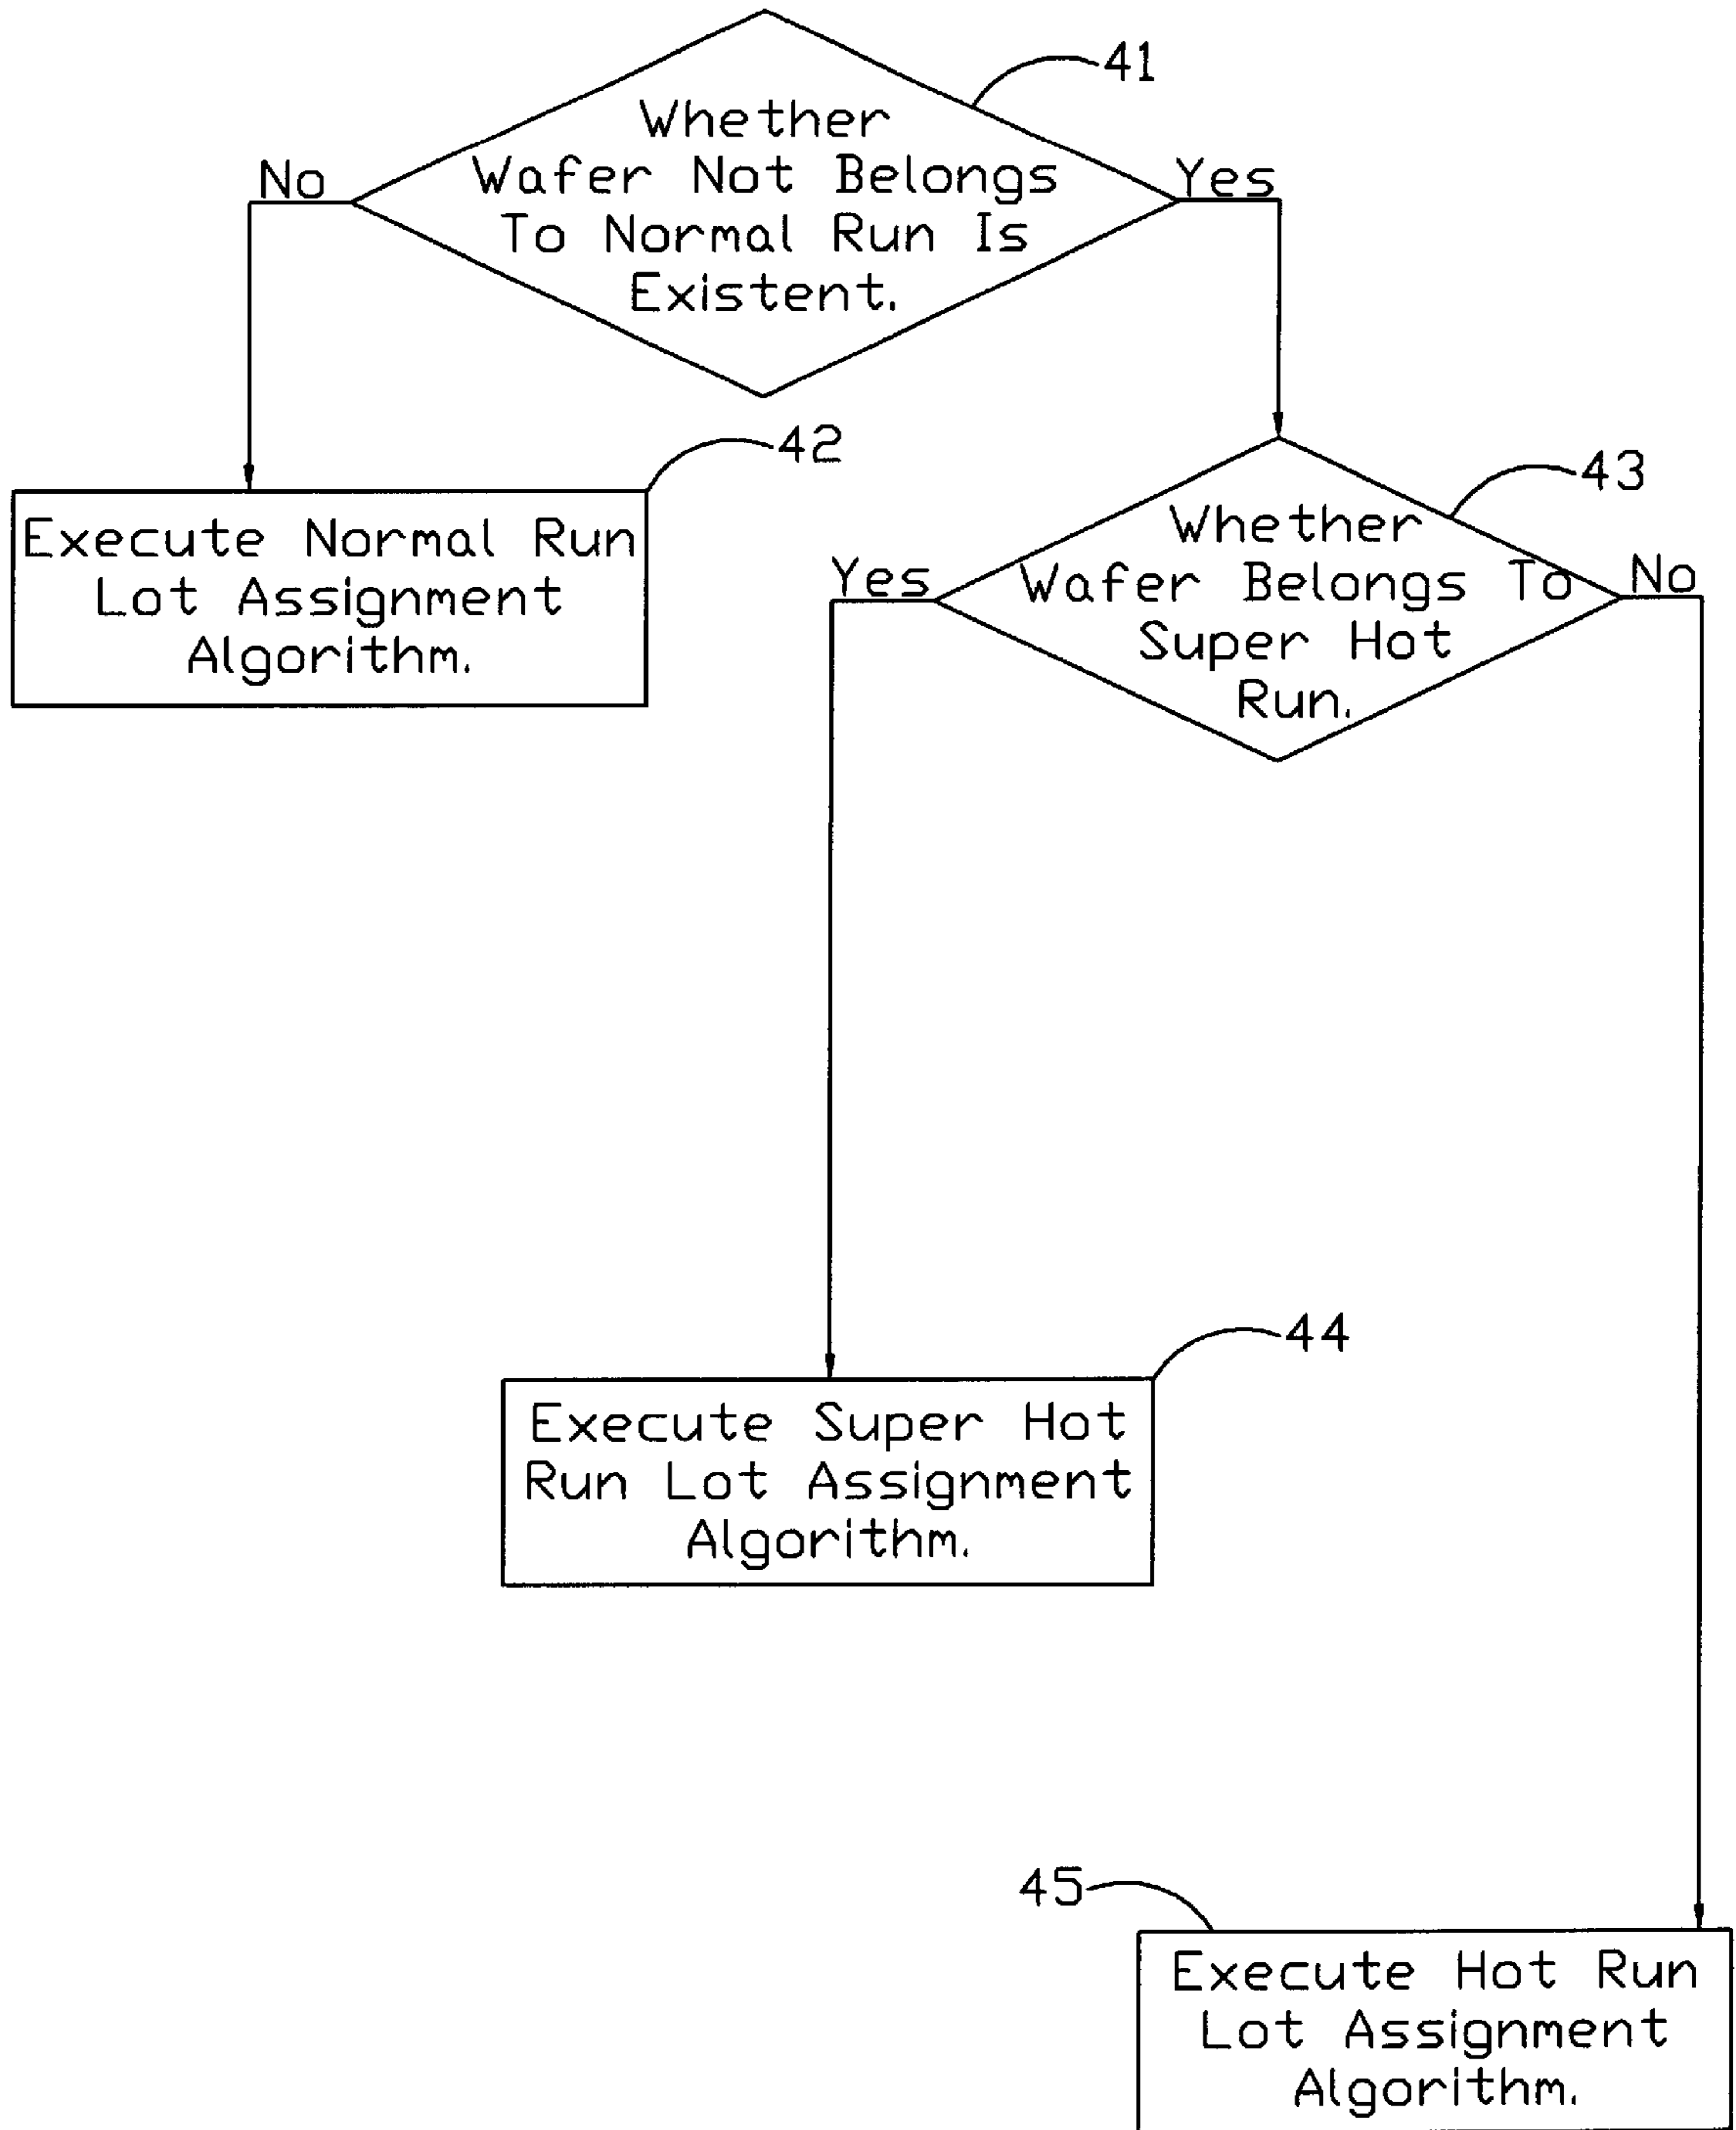 41
Whether
Wafer Not Belongs
To Normal Run Is
Existent.
No
Yes
42
Execute Normal Run
Lot Assignment
Algorithm.
43
Whether
Wafer Belongs To
Super Hot
Run.
Yes
No
44
Execute Super Hot
Run Lot Assignment
Algorithm.
45
Execute Hot Run
Lot Assignment
Algorithm.